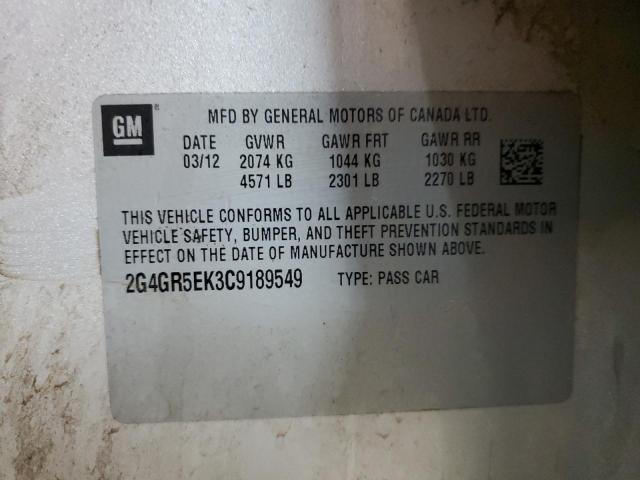 GM ®
MFD BY GENERAL MOTORS OF CANADA LTD.
DATE GVWR GAWR FRT GAWR RR
03/12 2074 KG 1044 KG 1030 KG
4571 LB 2301 LB 2270 LB
THIS VEHICLE CONFORMS TO ALL APPLICABLE U.S. FEDERAL MOTOR
VEHICLE SAFETY, BUMPER, AND THEFT PREVENTION STANDARDS IN
EFFECT ON THE DATE OF MANUFACTURE SHOWN ABOVE.
2G4GR5EK3C9189549 TYPE: PASS CAR